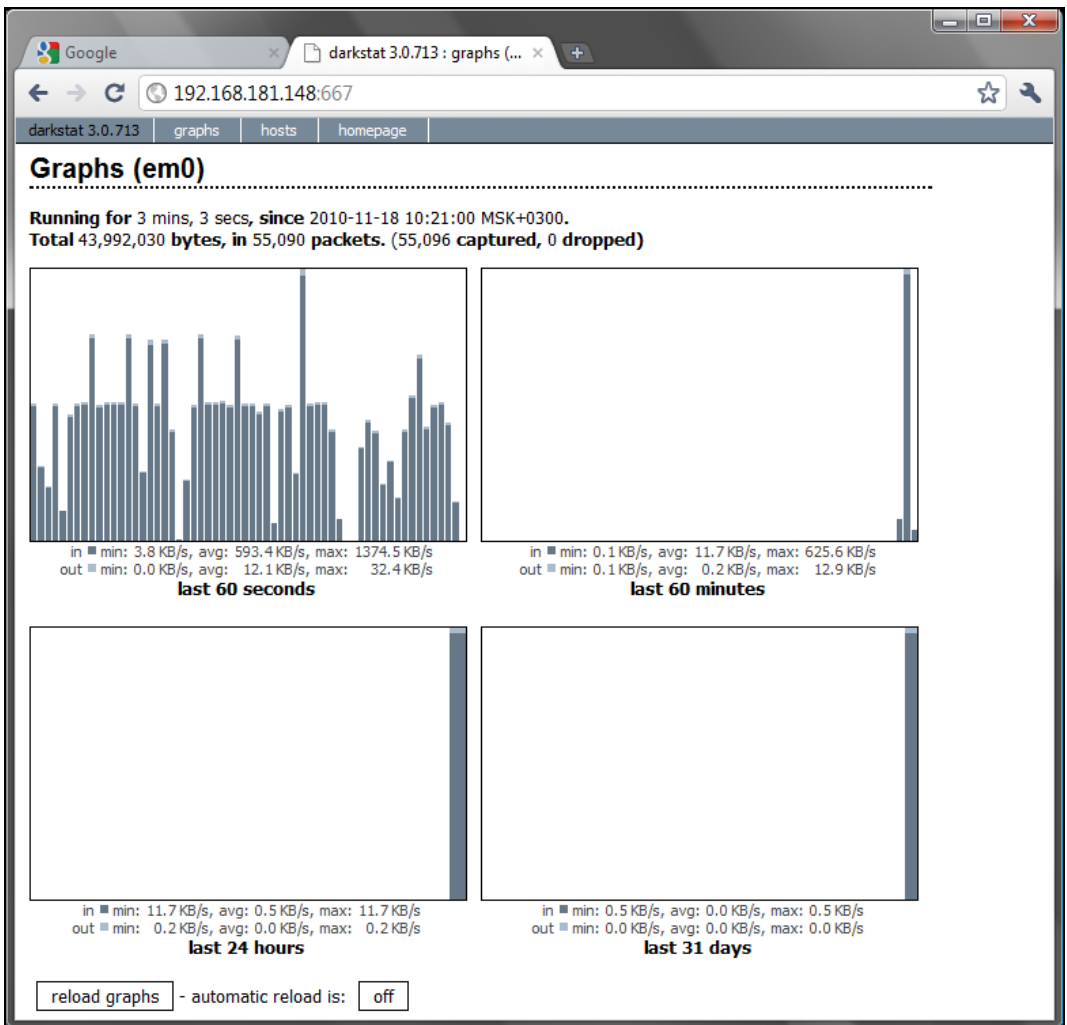 Google
darkstat 3.0.713 : graphs (...
192.168.181.148:667
darkstat 3.0.713 graphs hosts homepage
Graphs (em0)
Running for 3 mins, 3 secs, since 2010-11-18 10:21:00 MSK+0300.
Total 43,992,030 bytes, in 55,090 packets. (55,096 captured, 0 dropped)
in min: 3.8 KB/s, avg: 593.4 KB/s, max: 1374.5 KB/s
out min: 0.0 KB/s, avg: 12.1 KB/s, max: 32.4 KB/s
last 60 seconds
in min: 0.1 KB/s, avg: 11.7 KB/s, max: 625.6 KB/s
out min: 0.1 KB/s, avg: 0.2 KB/s, max: 12.9 KB/s
last 60 minutes
in min: 11.7 KB/s, avg: 0.5 KB/s, max: 11.7 KB/s
out min: 0.2 KB/s, avg: 0.0 KB/s, max: 0.2 KB/s
last 24 hours
in min: 0.5 KB/s, avg: 0.0 KB/s, max: 0.5 KB/s
out min: 0.0 KB/s, avg: 0.0 KB/s, max: 0.0 KB/s
last 31 days
reload graphs - automatic reload is: off